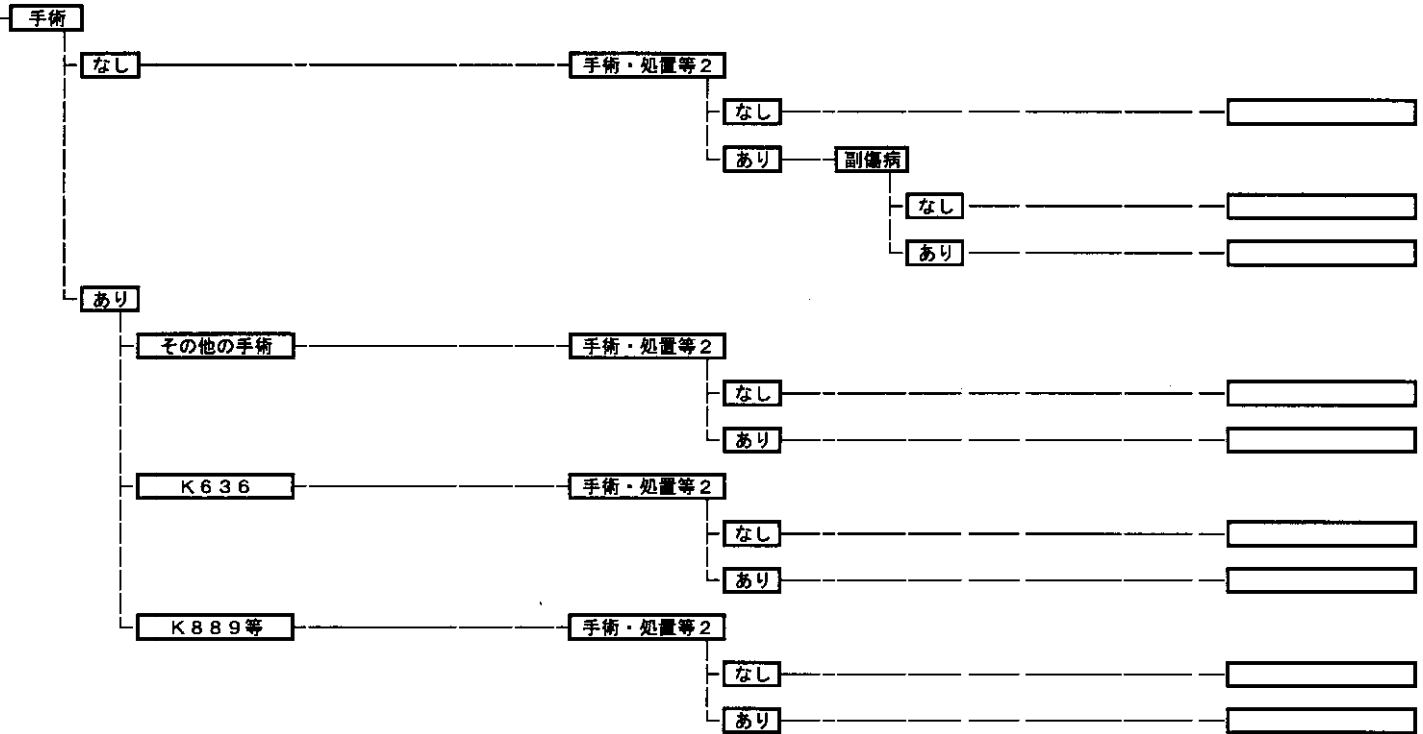 手術
なし
手術・処置等2
なし
あり
副傷病
なし
あり
あり
その他の手術
手術・処置等2
なし
あり
K636
手術・処置等2
なし
あり
K889等
手術・処置等2
なし
あり